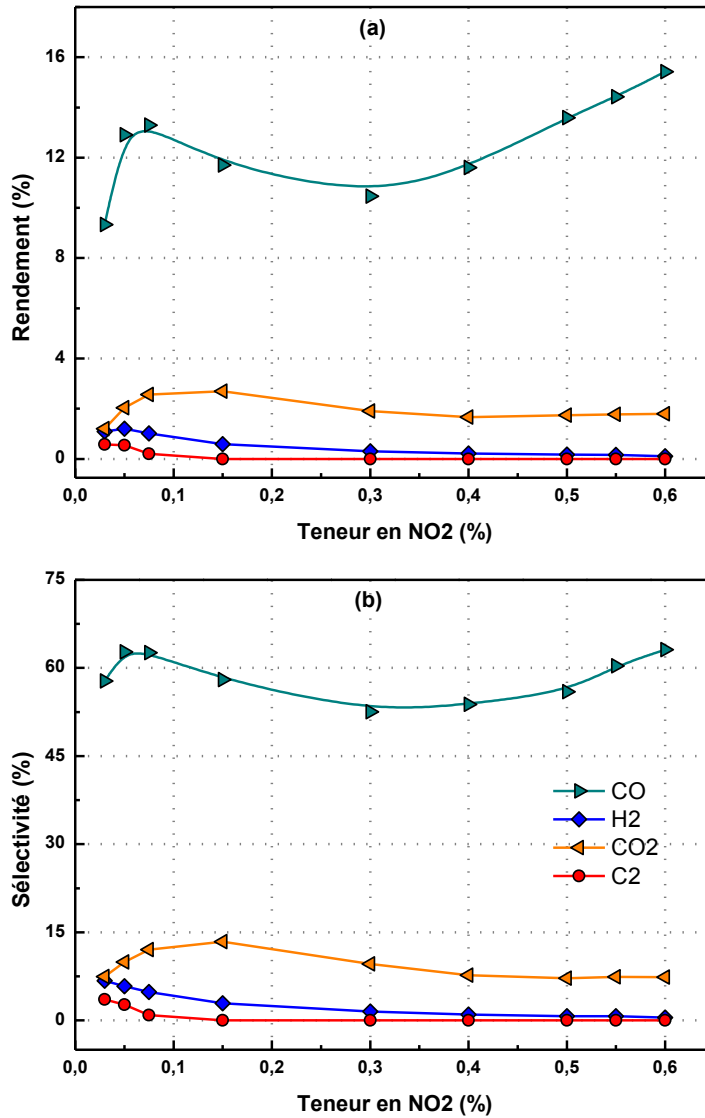 (a)
16
12
8
4
0
Rendement (%)
0,0 0,1 0,2 0,3 0,4 0,5 0,6
Teneur en NO2 (%)
(b)
75
60
45
30
15
0
Sélectivité (%)
CO
H2
CO2
C2
0,0 0,1 0,2 0,3 0,4 0,5 0,6
Teneur en NO2 (%)